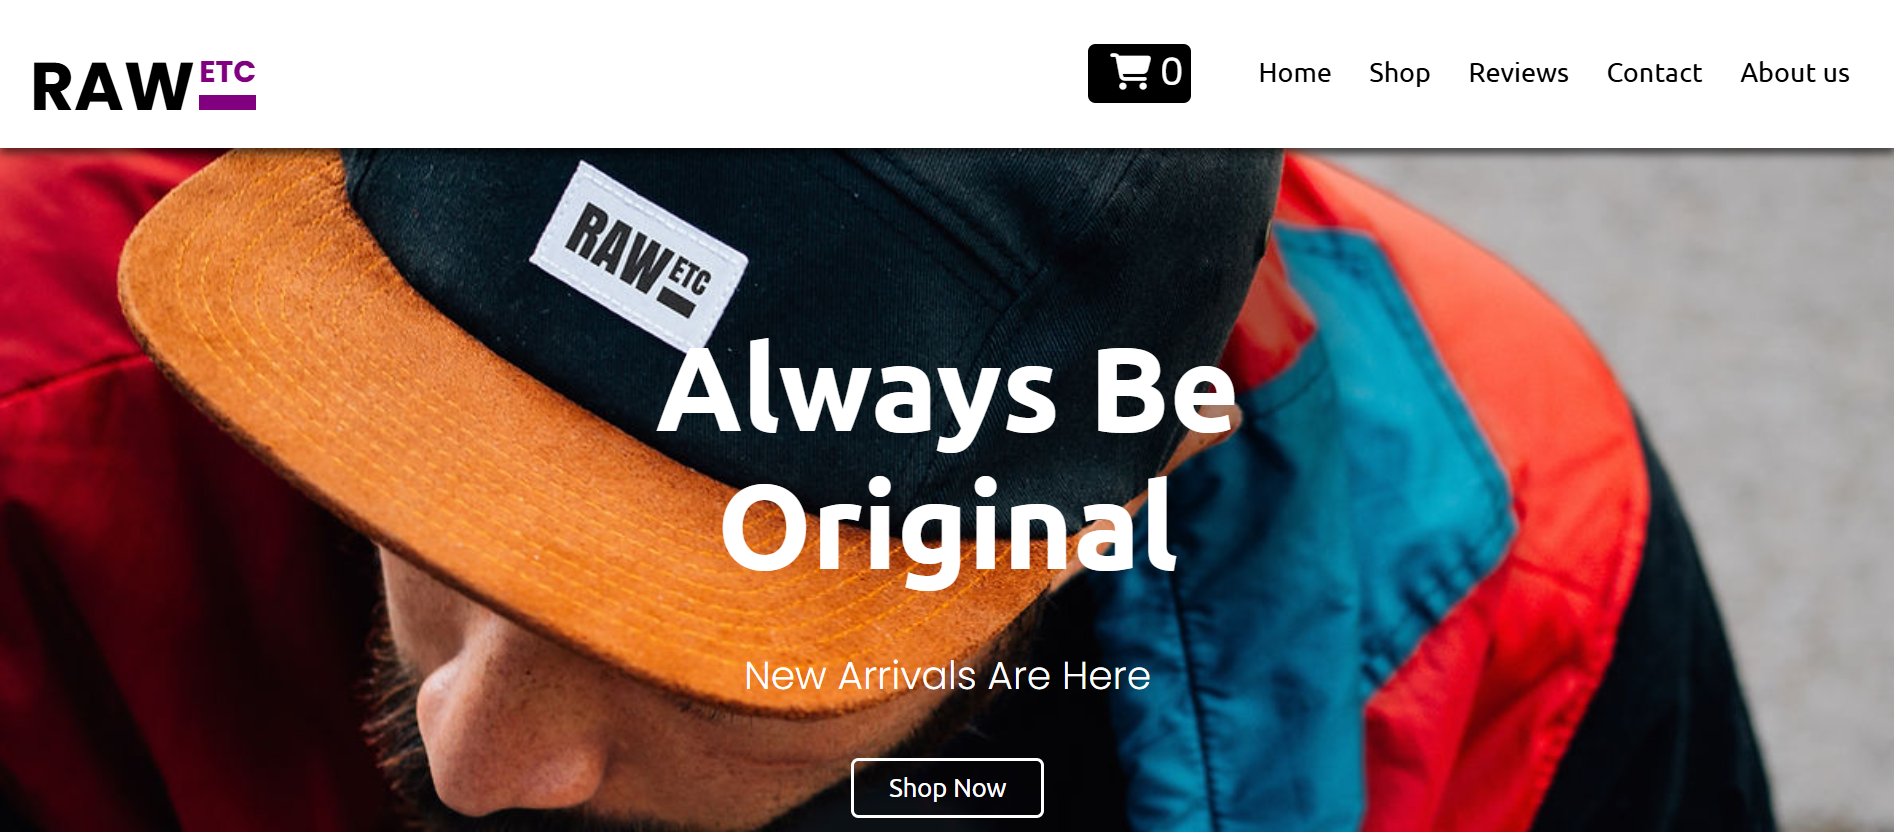 RAW ETC
0
Home
Shop
Reviews
Contact
About us
RAW ETC
Always Be
Original
New Arrivals Are Here
Shop Now